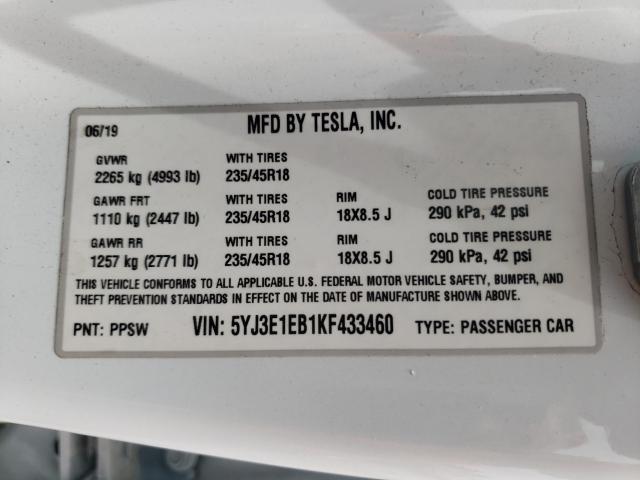 06/19 MFD BY TESLA, INC.
GVWR WITH TIRES
2265 kg (4993 lb) 235/45R18
GAWR FRT WITH TIRES RIM COLD TIRE PRESSURE
1110 kg (2447 lb) 235/45R18 18X8.5 J 290 kPa, 42 psi
GAWR RR WITH TIRES RIM COLD TIRE PRESSURE
1257 kg (2771 lb) 235/45R18 18X8.5 J 290 kPa, 42 psi
THIS VEHICLE CONFORMS TO ALL APPLICABLE U.S. FEDERAL MOTOR VEHICLE SAFETY, BUMPER, AND
THEFT PREVENTION STANDARDS IN EFFECT ON THE DATE OF MANUFACTURE SHOWN ABOVE.
PNT: PPSW VIN: 5YJ3E1EB1KF433460 TYPE: PASSENGER CAR